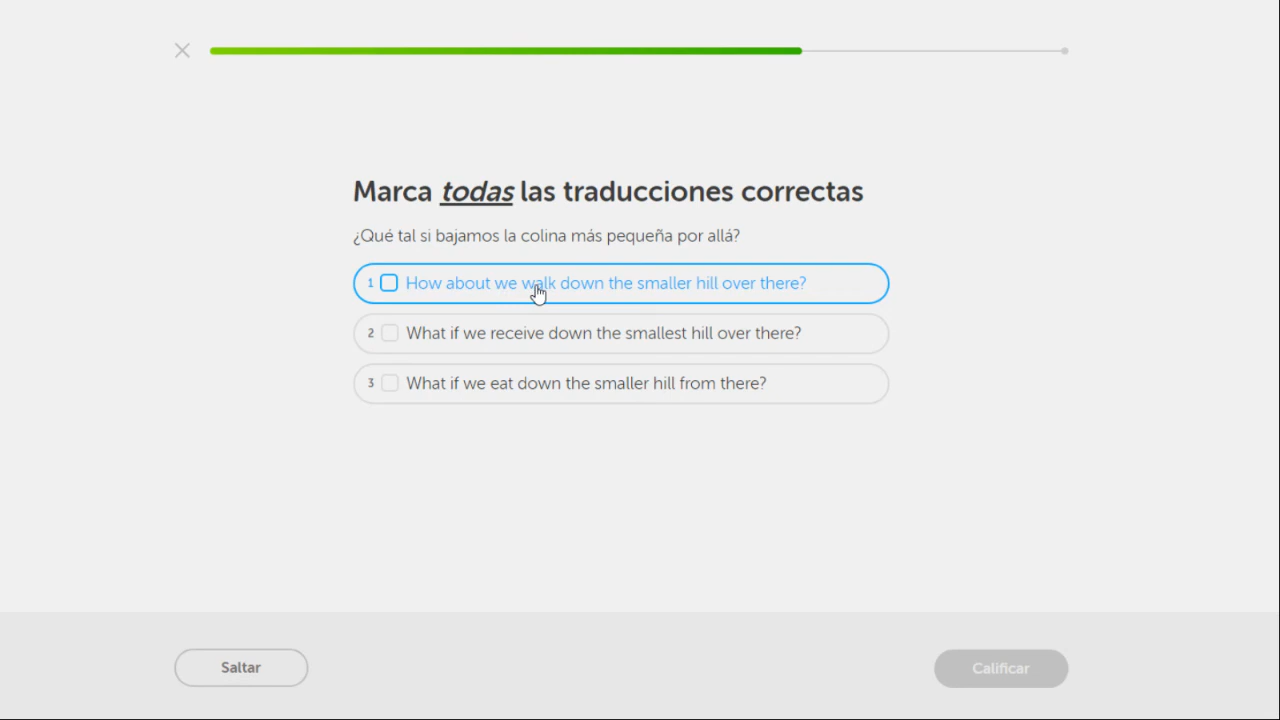 Marca todas las traducciones correctas
¿Qué tal si bajamos la colina más pequeña por allá?
1 How about we walk down the smaller hill over there?
2 What if we receive down the smallest hill over there?
3 What if we eat down the smaller hill from there?
Saltar
Calificar